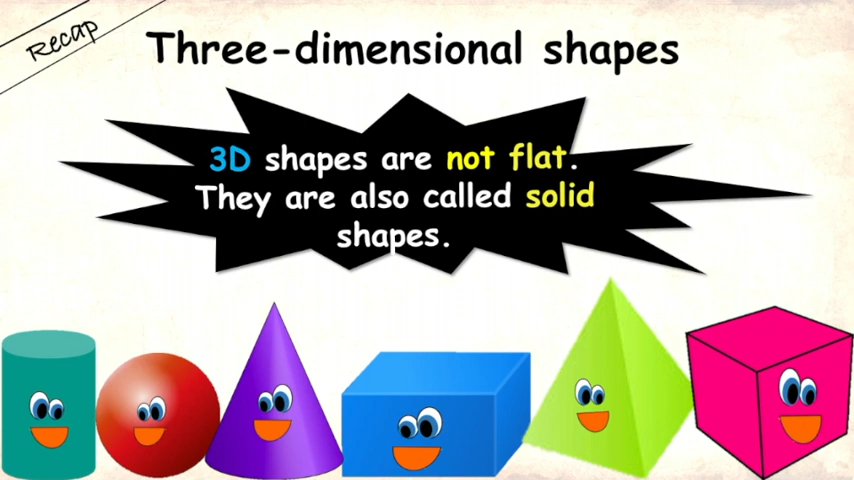 Recap
Three-dimensional shapes
3D shapes are not flat.
They are also called solid
shapes.